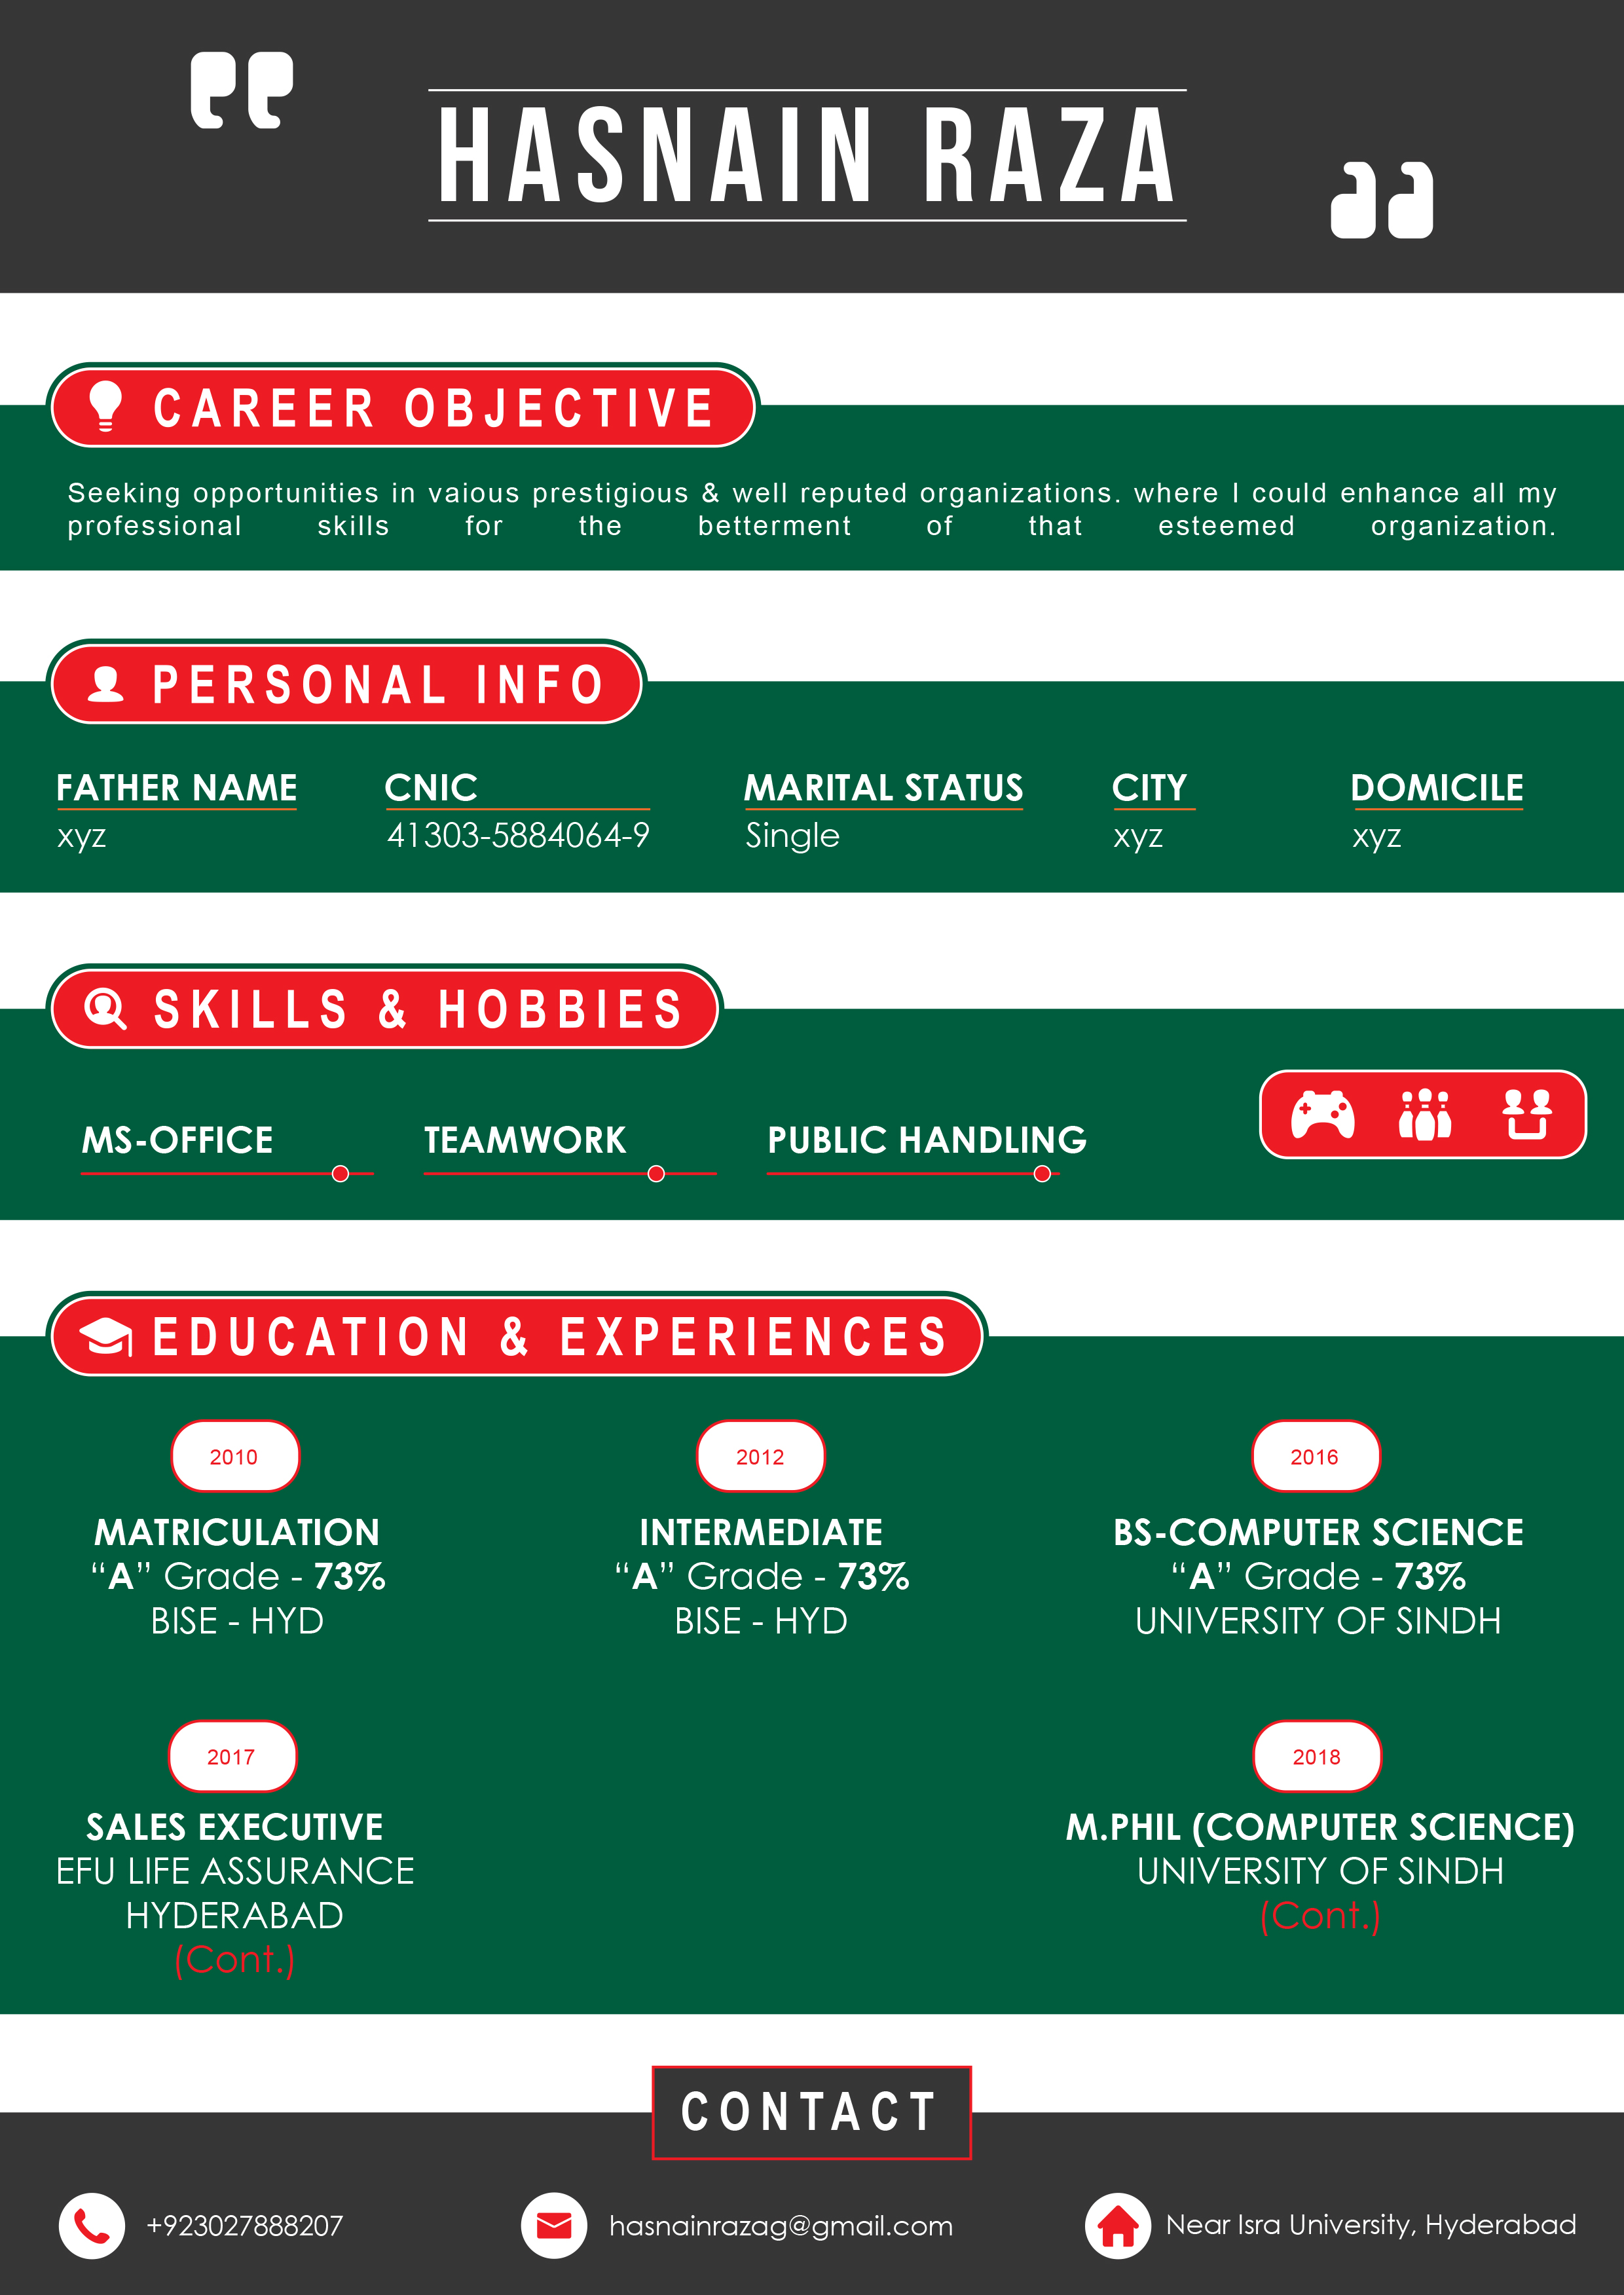 HASNAIN RAZA
CAREER OBJECTIVE
Seeking opportunities in vaious prestigious & well reputed organizations. where I could enhance all my
professional skills for the betterment of that esteemed organization.
PERSONAL INFO
FATHER NAME CNIC MARITAL STATUS CITY DOMICILE
xyz 41303-5884064-9 Single xyz xyz
SKILLS & HOBBIES
MS-OFFICE TEAMWORK PUBLIC HANDLING
EDUCATION & EXPERIENCES
2010
MATRICULATION
“A” Grade - 73%
BISE - HYD
2012
INTERMEDIATE
“A” Grade - 73%
BISE - HYD
2016
BS-COMPUTER SCIENCE
“A” Grade - 73%
UNIVERSITY OF SINDH
2017
SALES EXECUTIVE
EFU LIFE ASSURANCE
HYDERABAD
(Cont.)
2018
M.PHIL (COMPUTER SCIENCE)
UNIVERSITY OF SINDH
(Cont.)
CONTACT
+923027888207
hasnainrazag@gmail.com
Near Isra University, Hyderabad